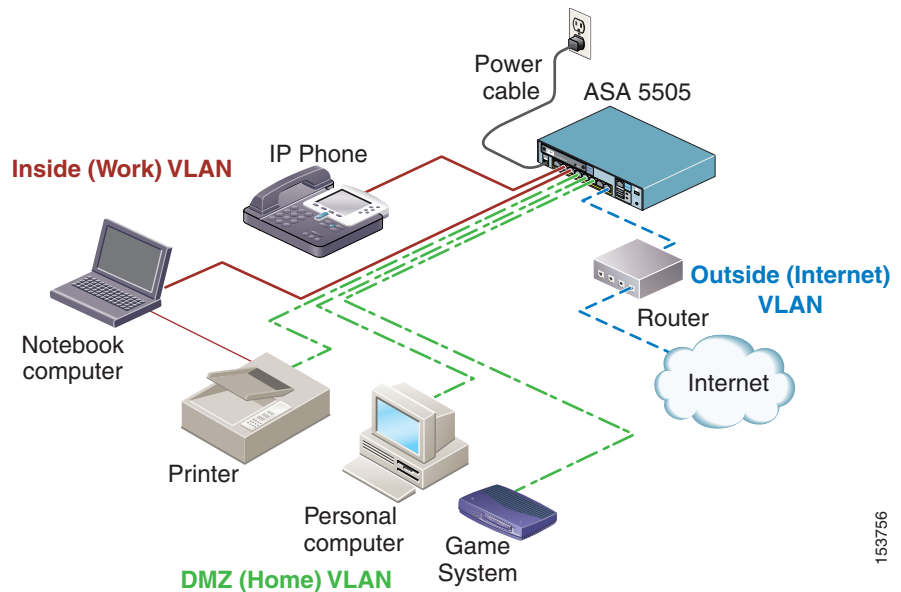 Power
cable
ASA 5505
Inside (Work) VLAN
IP Phone
Outside (Internet)
VLAN
Router
Notebook
computer
Internet
Printer
Personal
computer
Game
System
DMZ (Home) VLAN
153756